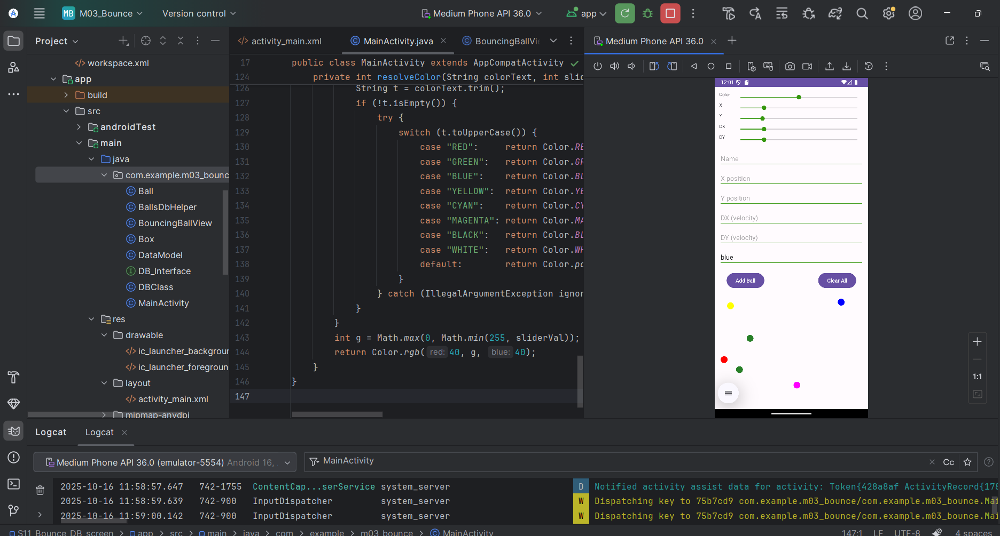 MB M03_Bounce Version control Medium Phone API 36.0 app
Project
activity_main.xml MainActivity.java BouncingBallVi
Medium Phone API 36.0
workspace.xml
app
build
src
androidTest
main
java
com.example.m03_bounc
Ball
BallsDbHelper
BouncingBallView
Box
DataModel
DB_Interface
DBClass
MainActivity
res
drawable
ic_launcher_backgroun
ic_launcher_foregroun
layout
activity_main.xml
mipmap-anydpi
17 public class MainActivity extends AppCompatActivity
124 private int resolveColor(String colorText, int slid
126 String t = colorText.trim();
127 if (!t.isEmpty()) {
128 try {
129 switch (t.toUpperCase()) {
130 case "RED": return Color.RE
131 case "GREEN": return Color.GR
132 case "BLUE": return Color.BL
133 case "YELLOW": return Color.YE
134 case "CYAN": return Color.CY
135 case "MAGENTA": return Color.MA
136 case "BLACK": return Color.BL
137 case "WHITE": return Color.WH
138 default: return Color.pa
139 }
140 } catch (IllegalArgumentException ignor
141 }
142 }
143 int g = Math.max(0, Math.min(255, sliderVal));
144 return Color.rgb( red: 40, g, blue: 40);
145 }
146 }
147
12:01
Color
X
Y
DX
DY
Name
X position
Y position
DX (velocity)
DY (velocity)
blue
Add Ball Clear All
1:1
Logcat Logcat
Medium Phone API 36.0 (emulator-5554) Android 16, MainActivity Cc
2025-10-16 11:58:57.647 742-1755 ContentCap...serService system_server D Notified activity assist data for activity: Token{428a8af ActivityRecord{178
2025-10-16 11:58:59.639 742-900 InputDispatcher system_server W Dispatching key to 75b7cd9 com.example.m03_bounce/com.example.m03_bounce.Mai
2025-10-16 11:59:00.142 742-900 InputDispatcher system_server W Dispatching key to 75b7cd9 com.example.m03_bounce/com.example.m03_bounce.Mai
S11_Bounce_DB_screen > app > src > main > java > com > example > m03_bounce > MainActivity 147:1 LF UTF-8 4 spaces